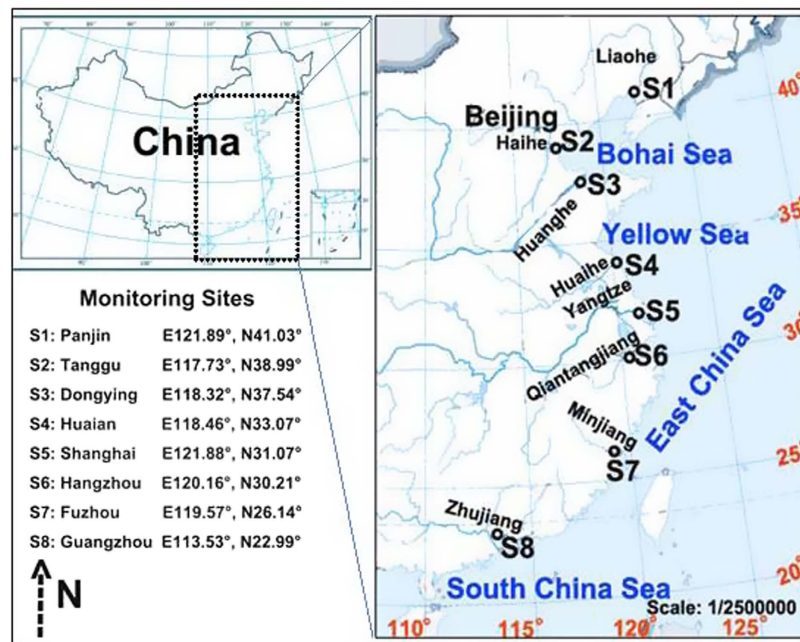 China
Monitoring Sites
S1: Panjin E121.89°, N41.03°
S2: Tanggu E117.73°, N38.99°
S3: Dongying E118.32°, N37.54°
S4: Huaian E118.46°, N33.07°
S5: Shanghai E121.88°, N31.07°
S6: Hangzhou E120.16°, N30.21°
S7: Fuzhou E119.57°, N26.14°
S8: Guangzhou E113.53°, N22.99°
N
Liaohe
S1
40°
Beijing
Haihe
S2
Bohai Sea
S3
Huanghe
35°
Yellow Sea
Huaihe
S4
Yangtze
S5
30°
Qiantangjiang
S6
East China Sea
Minjiang
S7
25°
Zhujiang
S8
20°
South China Sea
Scale: 1/2500000
110° 115° 120° 125°